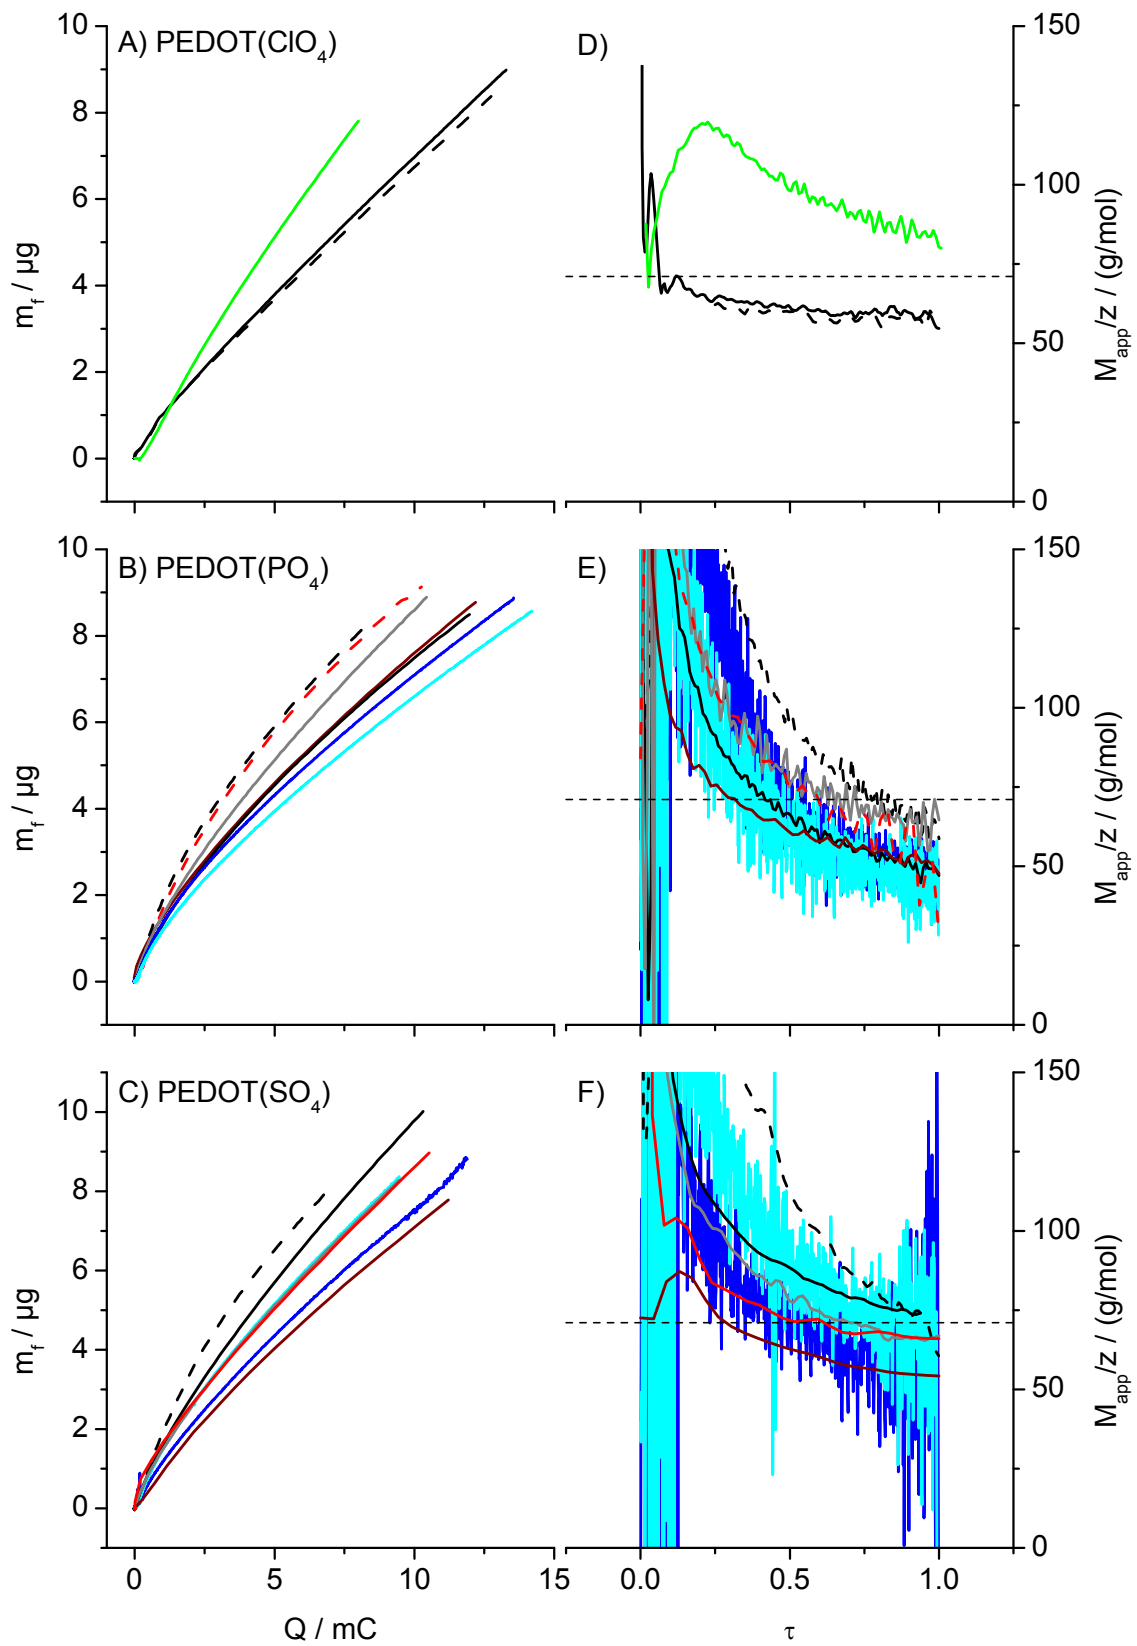 A) PEDOT(ClO₄)
10
8
6
4
2
0
m_f / μg
D)
150
100
50
0
M_app/z / (g/mol)
B) PEDOT(PO₄)
10
8
6
4
2
0
m_f / μg
E)
150
100
50
0
M_app/z / (g/mol)
C) PEDOT(SO₄)
10
8
6
4
2
0
m_f / μg
0
5
10
15
Q / mC
F)
150
100
50
0
M_app/z / (g/mol)
0.0
0.5
1.0
τ